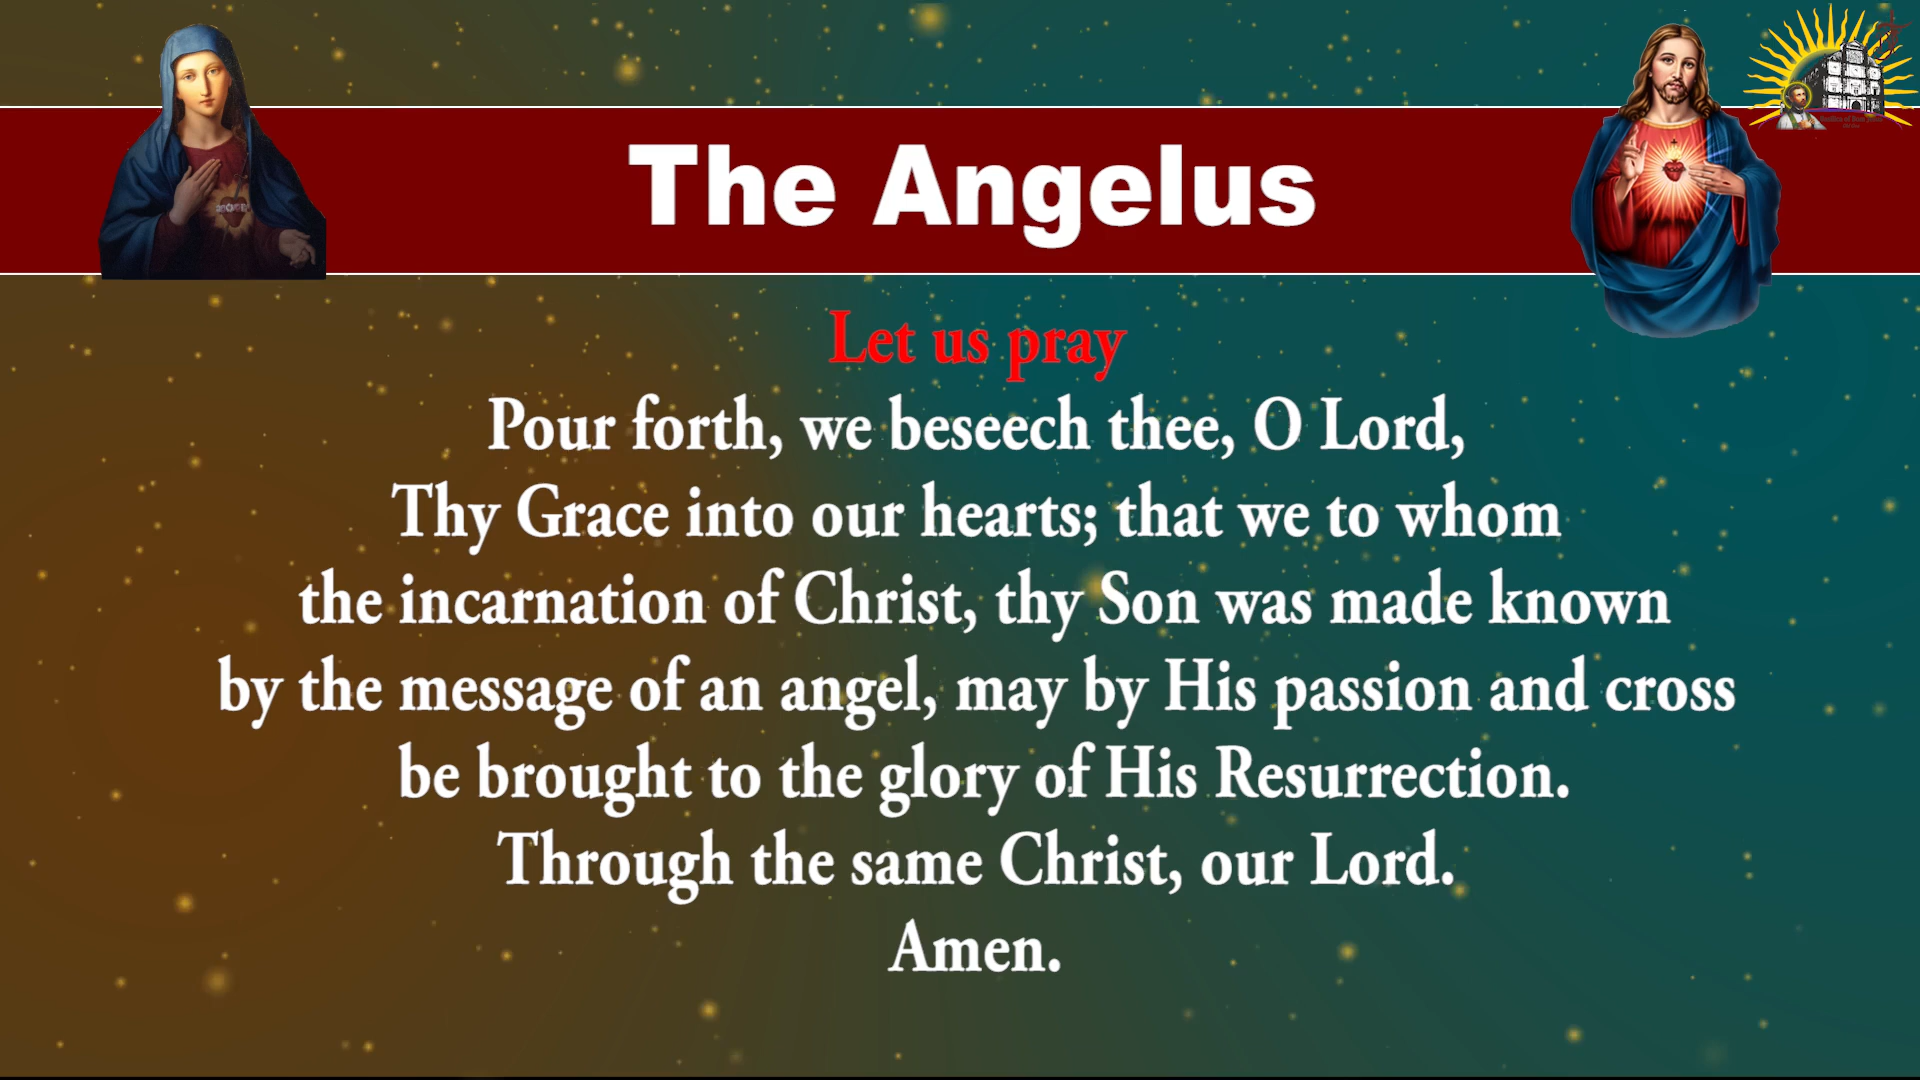 The Angelus
Let us pray
Pour forth, we beseech thee, O Lord,
Thy Grace into our hearts; that we to whom
the incarnation of Christ, thy Son was made known
by the message of an angel, may by His passion and cross
be brought to the glory of His Resurrection.
Through the same Christ, our Lord.
Amen.